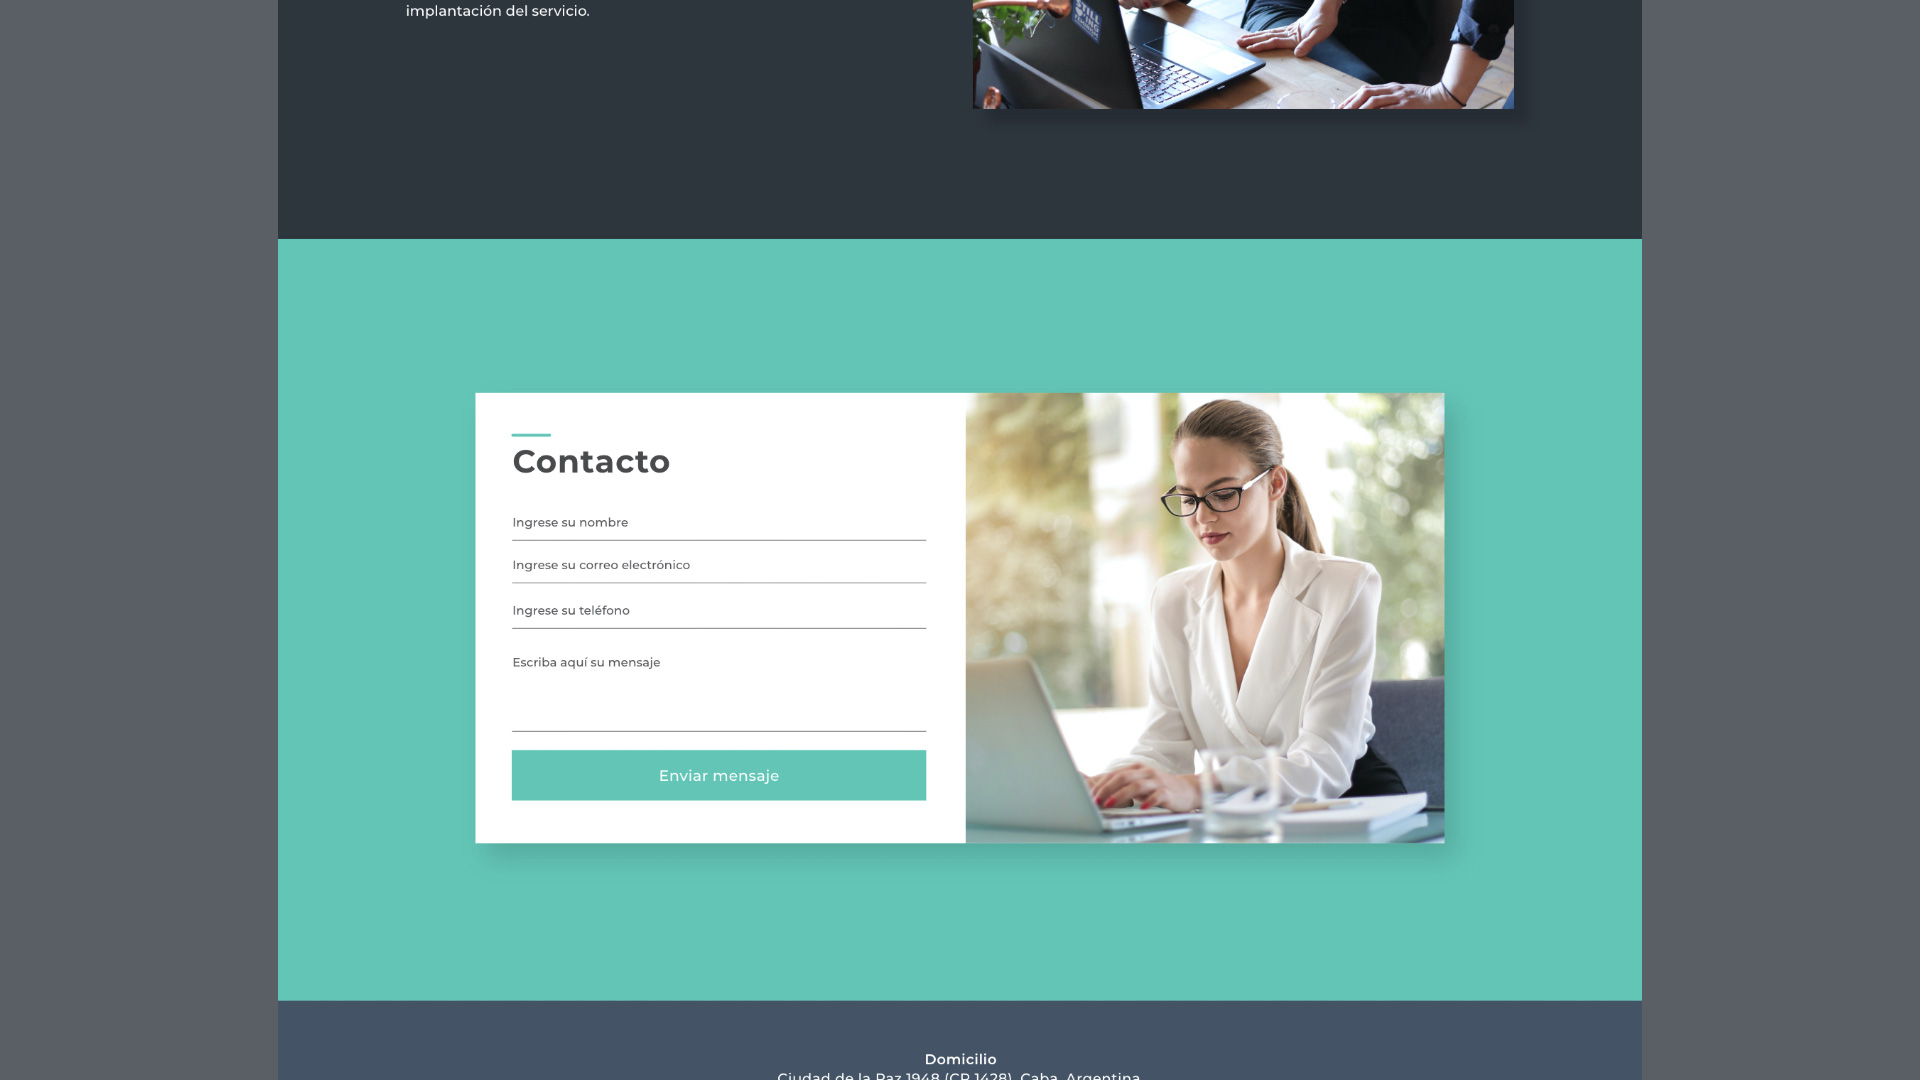 implantación del servicio.
STILL
Contacto
Ingrese su nombre
Ingrese su correo electrónico
Ingrese su teléfono
Escriba aquí su mensaje
Enviar mensaje
Domicilio
Ciudad de la Paz 1948 (CP 1428), Caba, Argentina